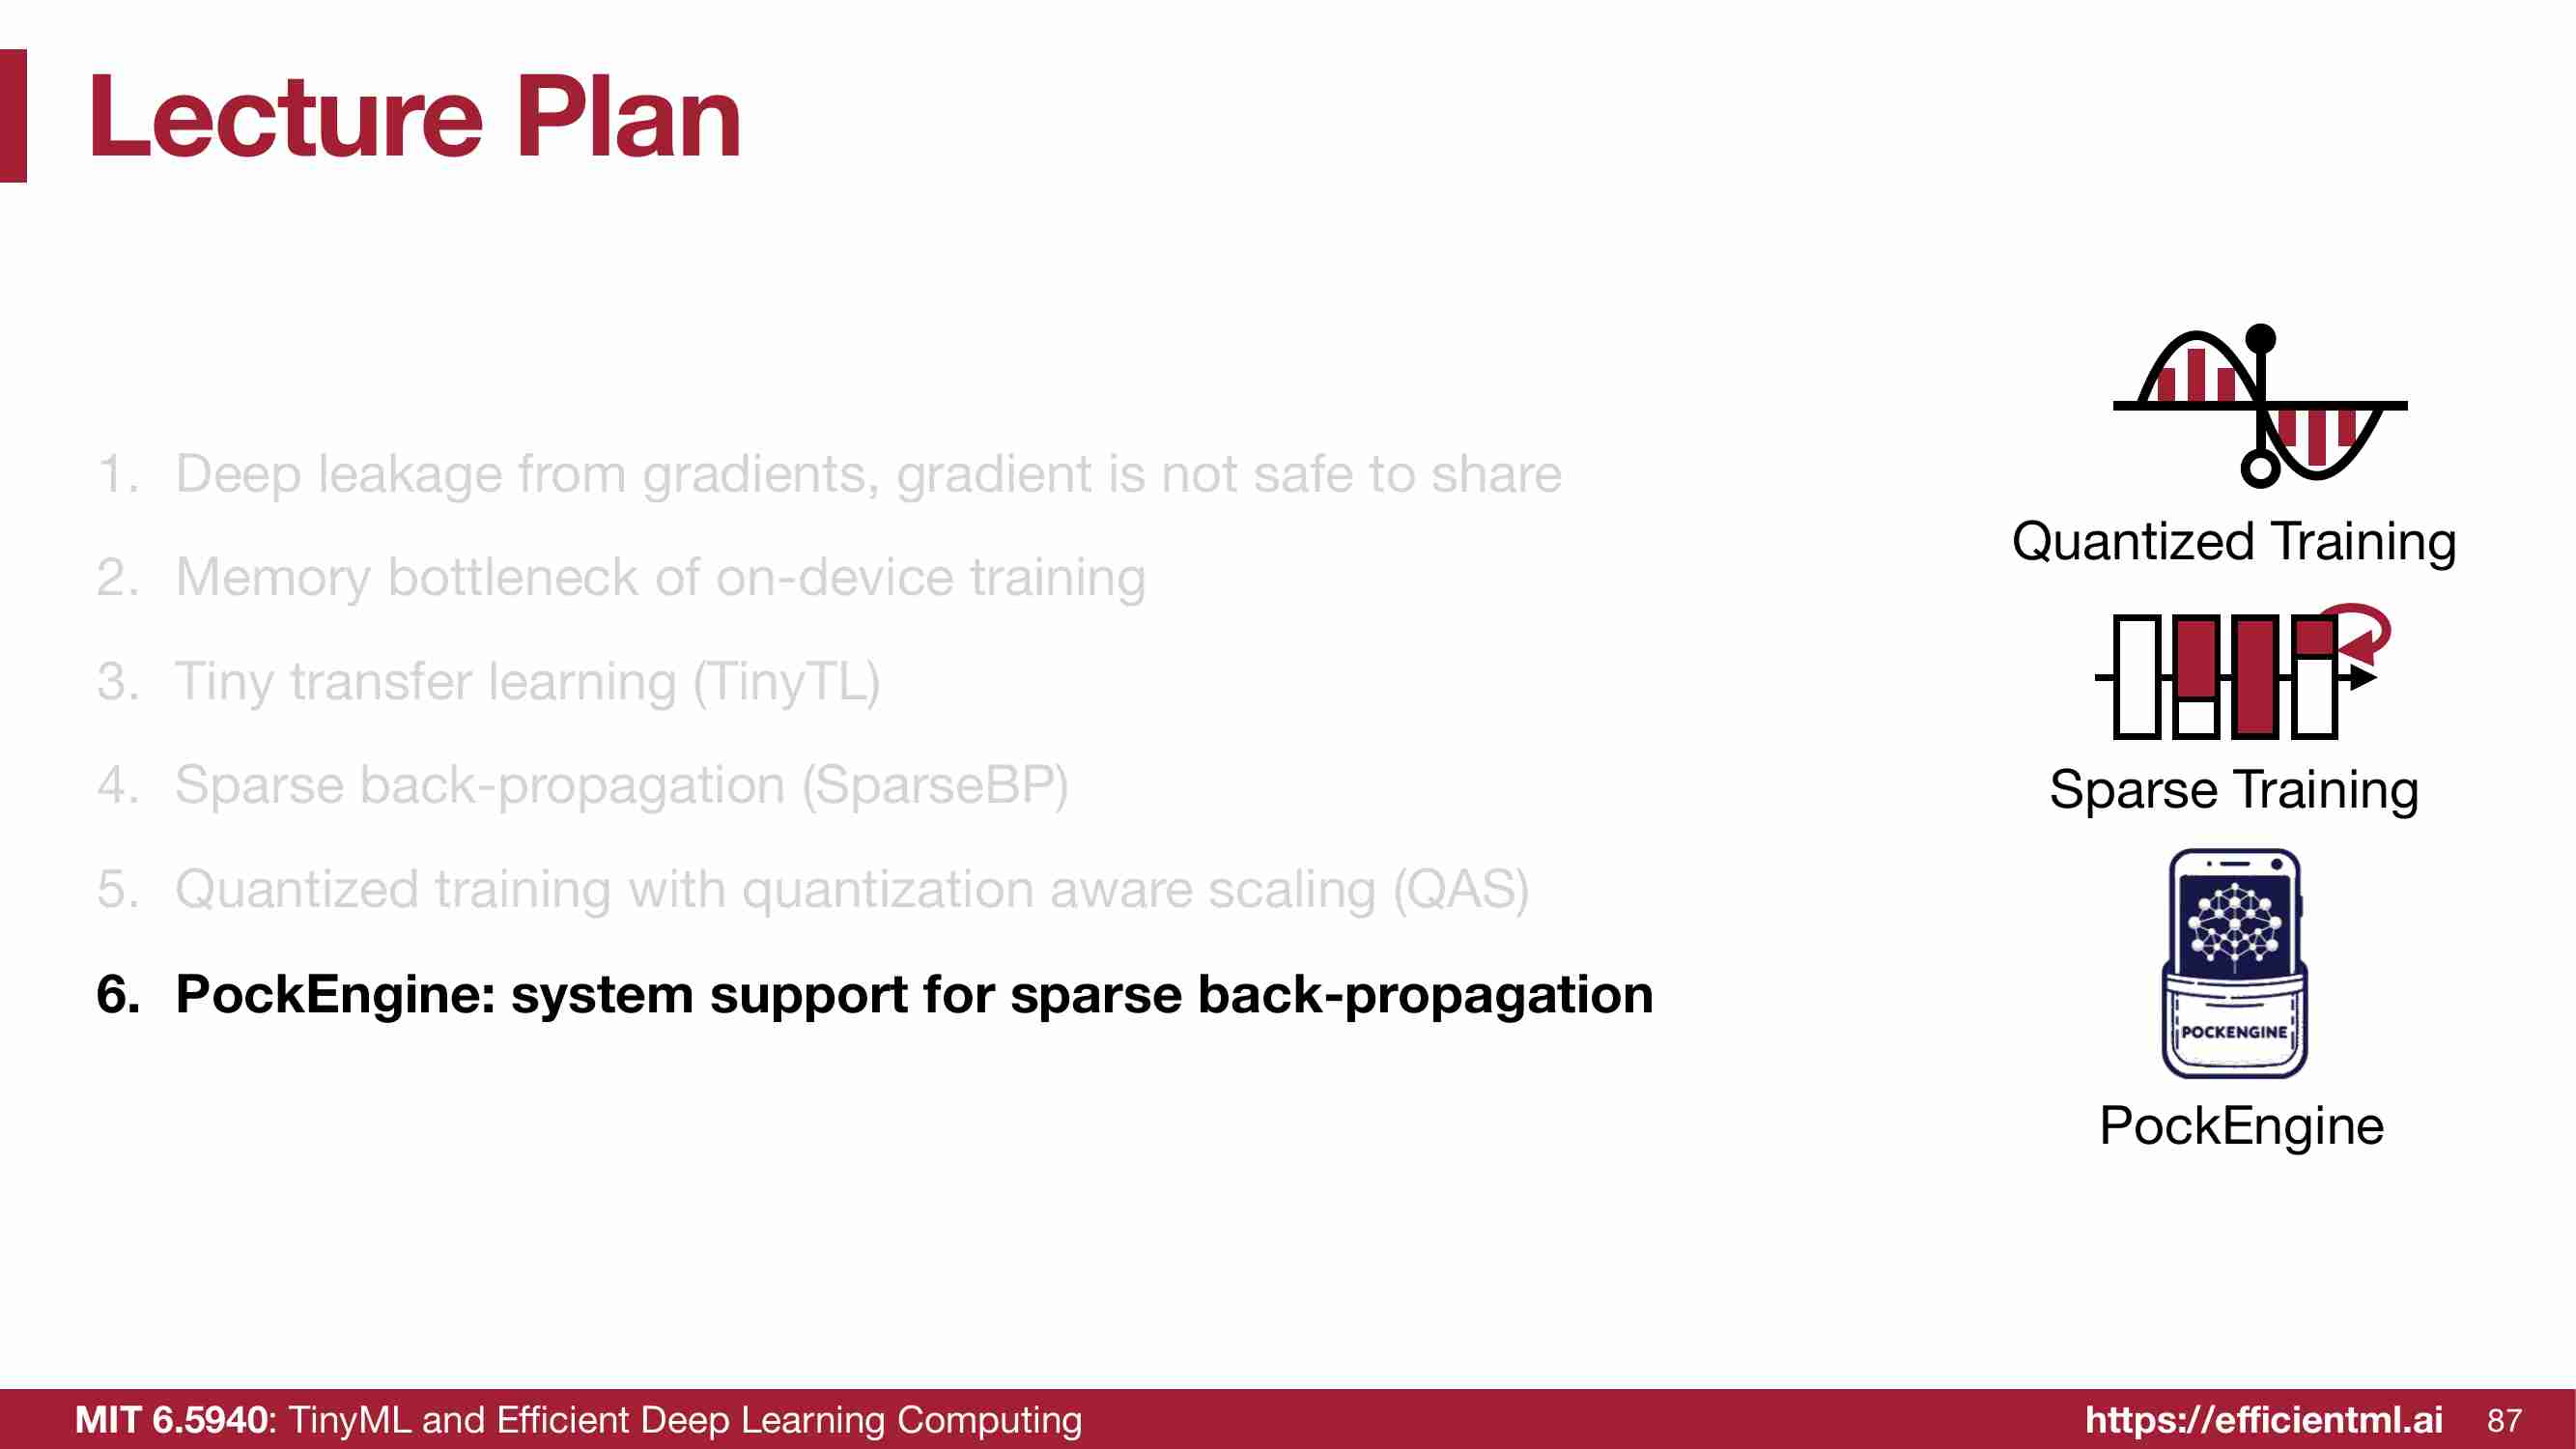 Lecture Plan
1. Deep leakage from gradients, gradient is not safe to share
2. Memory bottleneck of on-device training
3. Tiny transfer learning (TinyTL)
4. Sparse back-propagation (SparseBP)
5. Quantized training with quantization aware scaling (QAS)
6. PockEngine: system support for sparse back-propagation
Quantized Training
Sparse Training
POCKENGINE
PockEngine
MIT 6.5940: TinyML and Efficient Deep Learning Computing
https://efficientml.ai 87